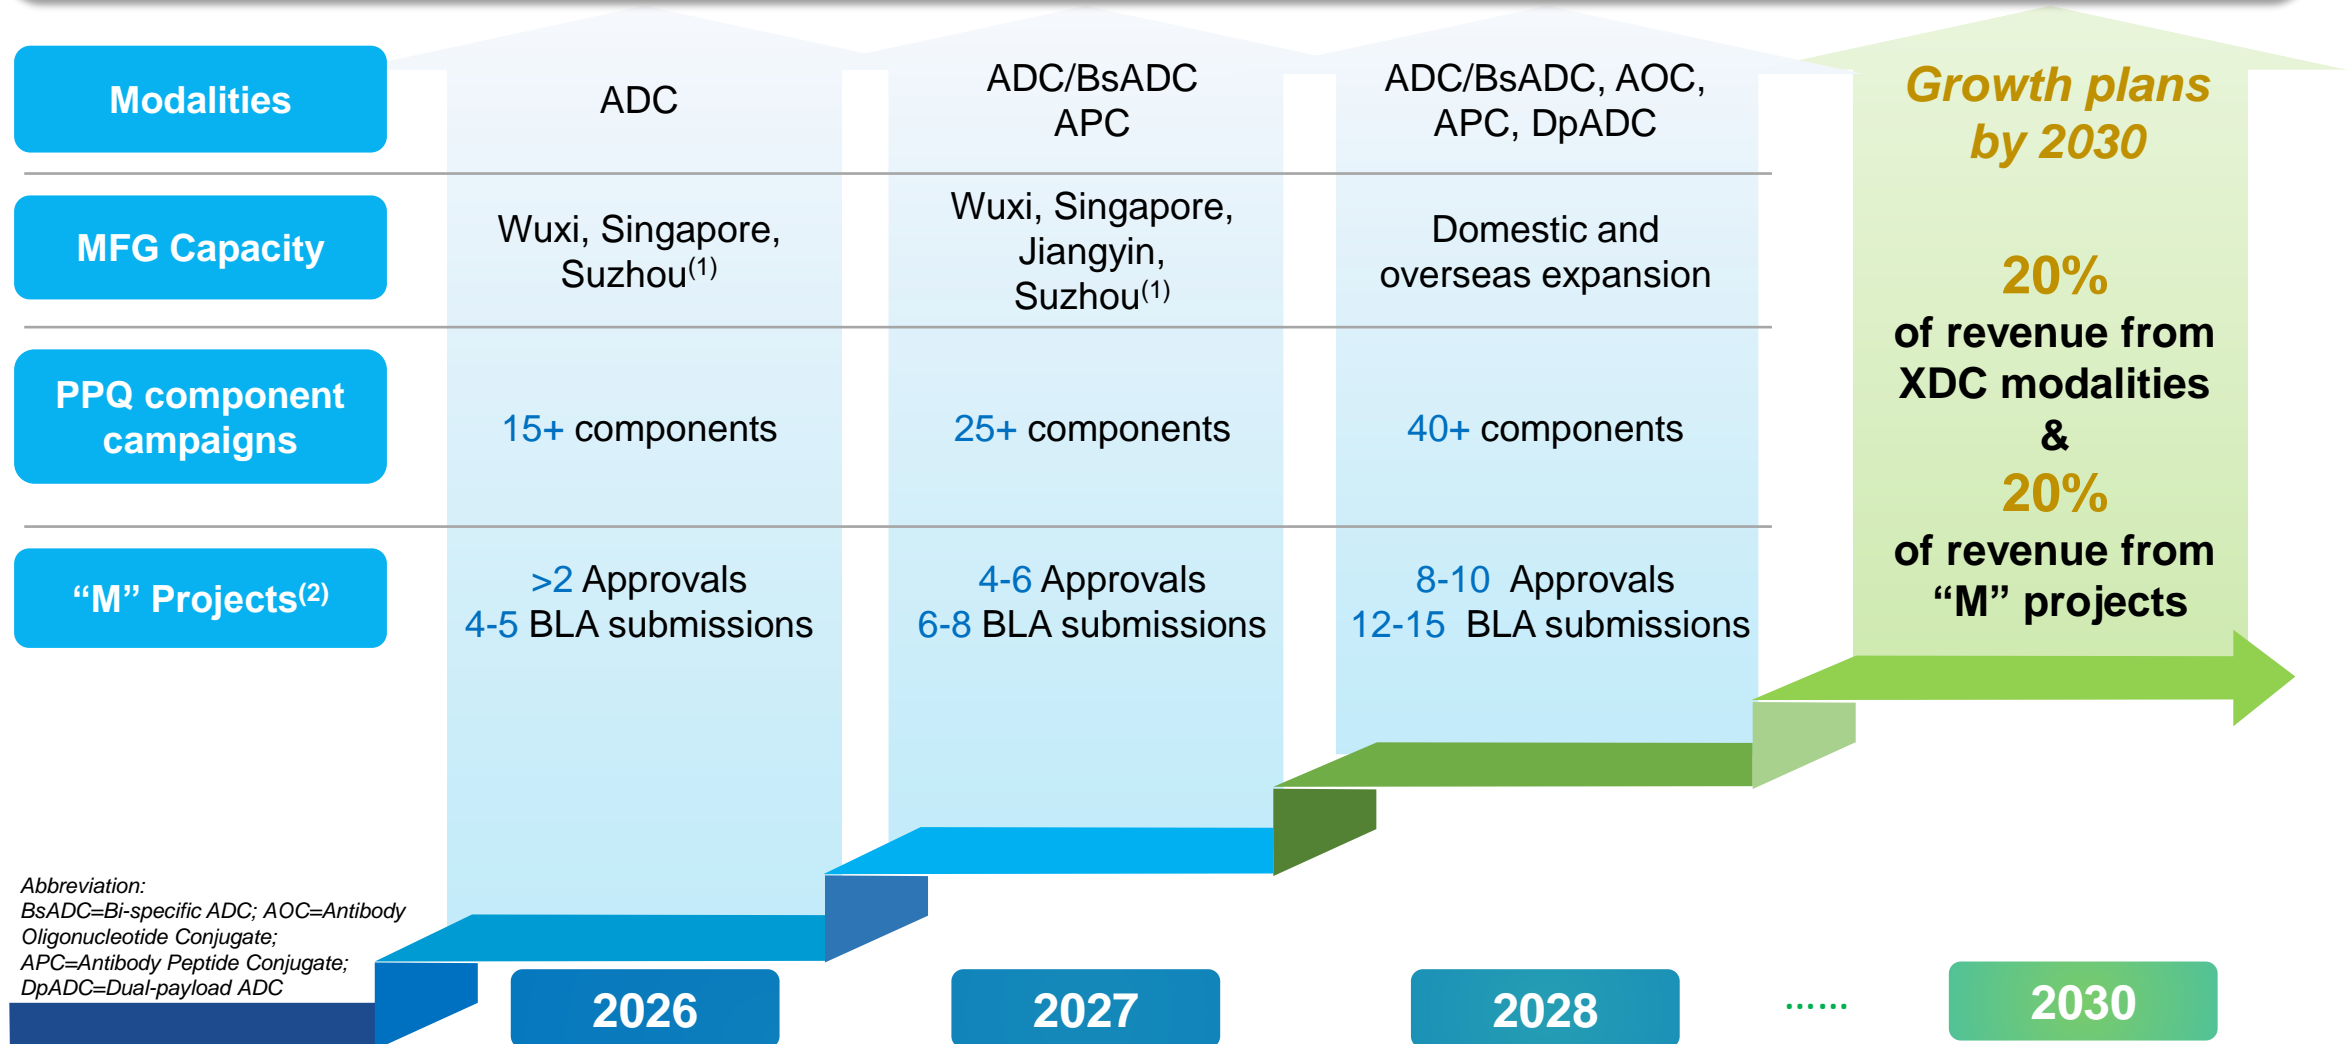 Modalities
ADC
ADC/BsADC
APC
ADC/BsADC, AOC,
APC, DpADC
Growth plans
by 2030
MFG Capacity
Wuxi, Singapore,
Suzhou(1)
Wuxi, Singapore,
Jiangyin,
Suzhou(1)
Domestic and
overseas expansion
20%
of revenue from
XDC modalities
&
20%
of revenue from
“M” projects
PPQ component
campaigns
15+ components
25+ components
40+ components
“M” Projects(2)
>2 Approvals
4-5 BLA submissions
4-6 Approvals
6-8 BLA submissions
8-10 Approvals
12-15 BLA submissions
Abbreviation:
BsADC=Bi-specific ADC; AOC=Antibody
Oligonucleotide Conjugate;
APC=Antibody Peptide Conjugate;
DpADC=Dual-payload ADC
2026
2027
2028
......
2030